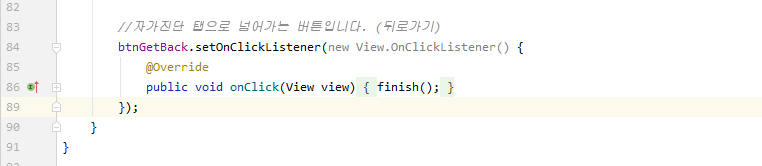 82
83 //자가진단 탭으로 넘어가는 버튼입니다. (뒤로가기)
84 btnGetBack.setOnClickListener(new View.OnClickListener() {
85 @Override
86 public void onClick(View view) { finish(); }
89 });
90 }
91 }